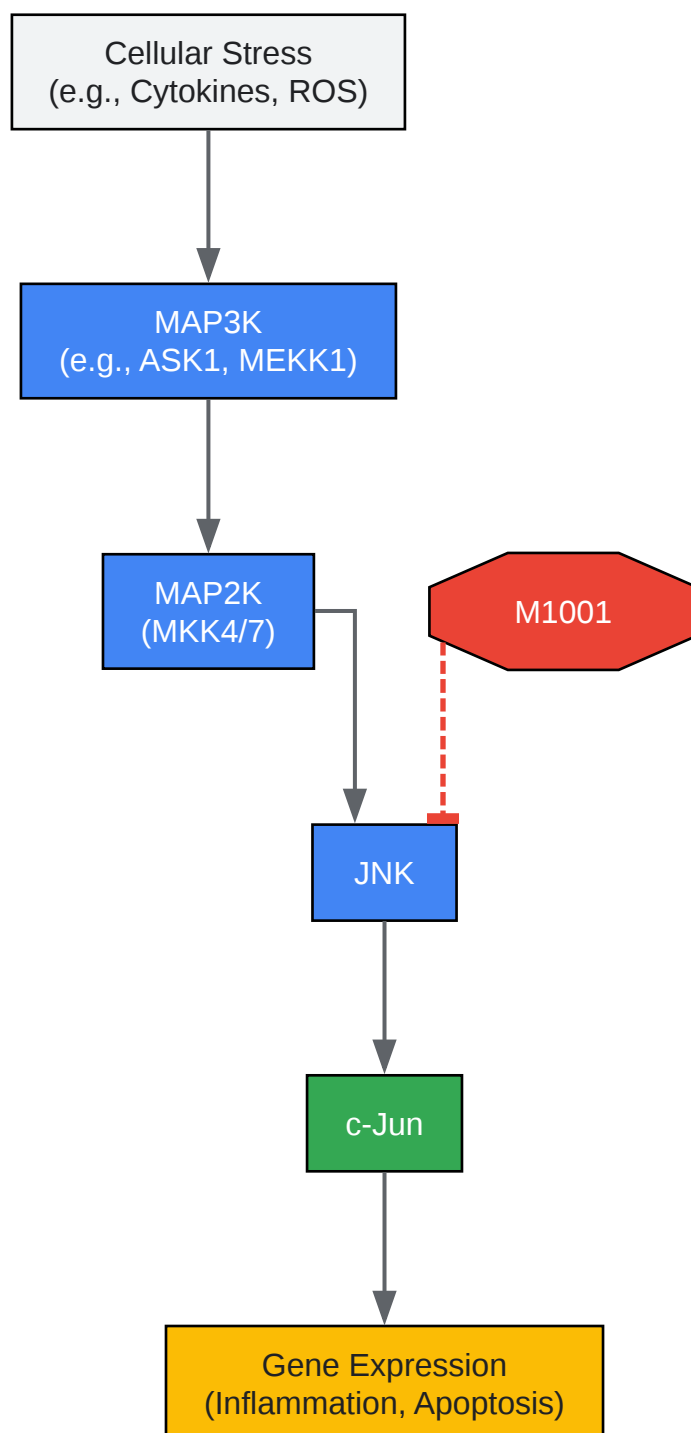 Cellular Stress
(e.g., Cytokines, ROS)
MAP3K
(e.g., ASK1, MEKK1)
MAP2K
(MKK4/7)
M1001
JNK
c-Jun
Gene Expression
(Inflammation, Apoptosis)